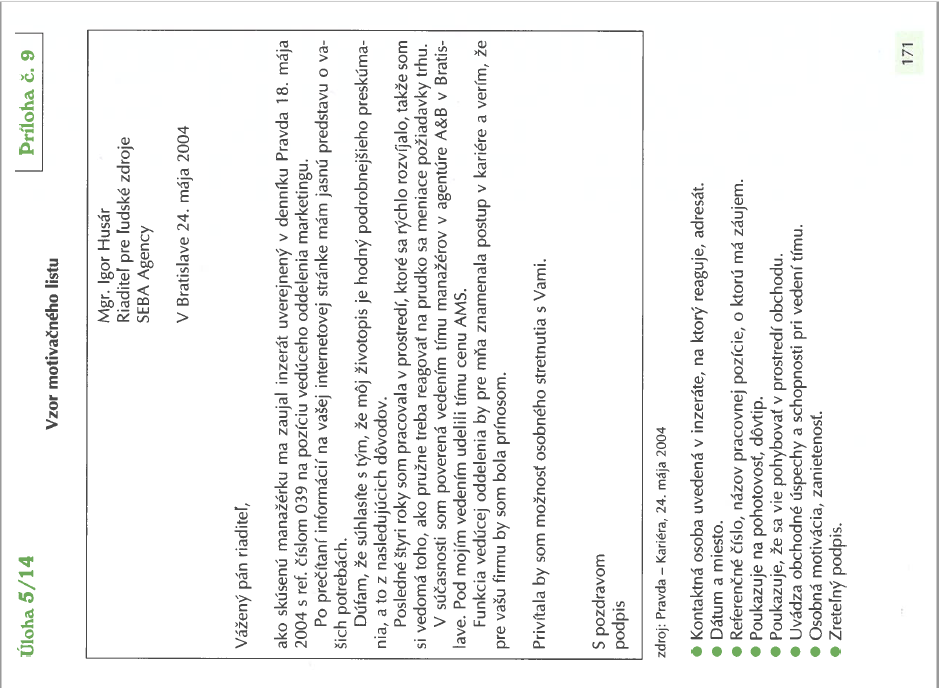 Úloha 5/14
Príloha č. 9
Vzor motivačného listu
Mgr. Igor Husár
Riaditeľ pre ľudské zdroje
SEBA Agency
V Bratislave 24. mája 2004
Vážený pán riaditeľ,
ako skúsenú manažérku ma zaujal inzerát uverejnený v denníku Pravda 18. mája
2004 s ref. číslom 039 na pozíciu vedúceho oddelenia marketingu.
Po prečítaní informácií na vašej internetovej stránke mám jasnú predstavu o va-
šich potrebách.
Dúfam, že súhlasíte s tým, že môj životopis je hodný podrobnejšieho preskúma-
nia, a to z nasledujúcich dôvodov.
Posledné štyri roky som pracovala v prostredí, ktoré sa rýchlo rozvíjalo, takže som
si vedomá toho, ako pružne treba reagovať na prudko sa meniace požiadavky trhu.
V súčasnosti som poverená vedením tímu manažérov v agentúre A&B v Bratis-
lave. Pod mojím vedením udelili tímu cenu AMS.
Funkcia vedúcej oddelenia by pre mňa znamenala postup v kariére a verím, že
pre vašu firmu by som bola prínosom.
Privítala by som možnosť osobného stretnutia s Vami.
S pozdravom
podpis
zdroj: Pravda – Kariéra, 24. mája 2004
● Kontaktná osoba uvedená v inzeráte, na ktorý reaguje, adresát.
● Dátum a miesto.
● Referenčné číslo, názov pracovnej pozície, o ktorú má záujem.
● Poukazuje na pohotovosť, dôvtip.
● Poukazuje, že sa vie pohybovať v prostredí obchodu.
● Uvádza obchodné úspechy a schopnosti pri vedení tímu.
● Osobná motivácia, zanietenosť.
● Zreteľný podpis.
171